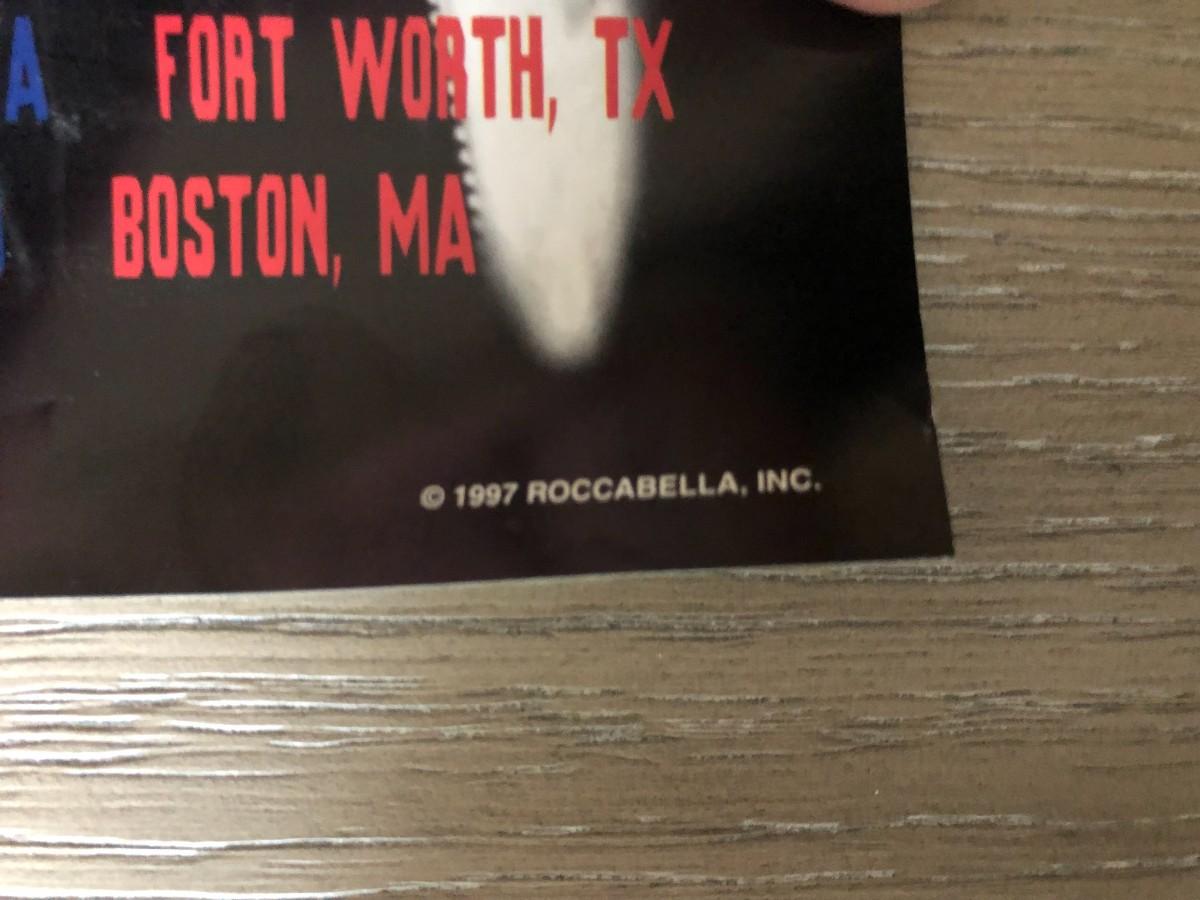 A FORT WORTH, TX
BOSTON, MA
© 1997 ROCCABELLA, INC.